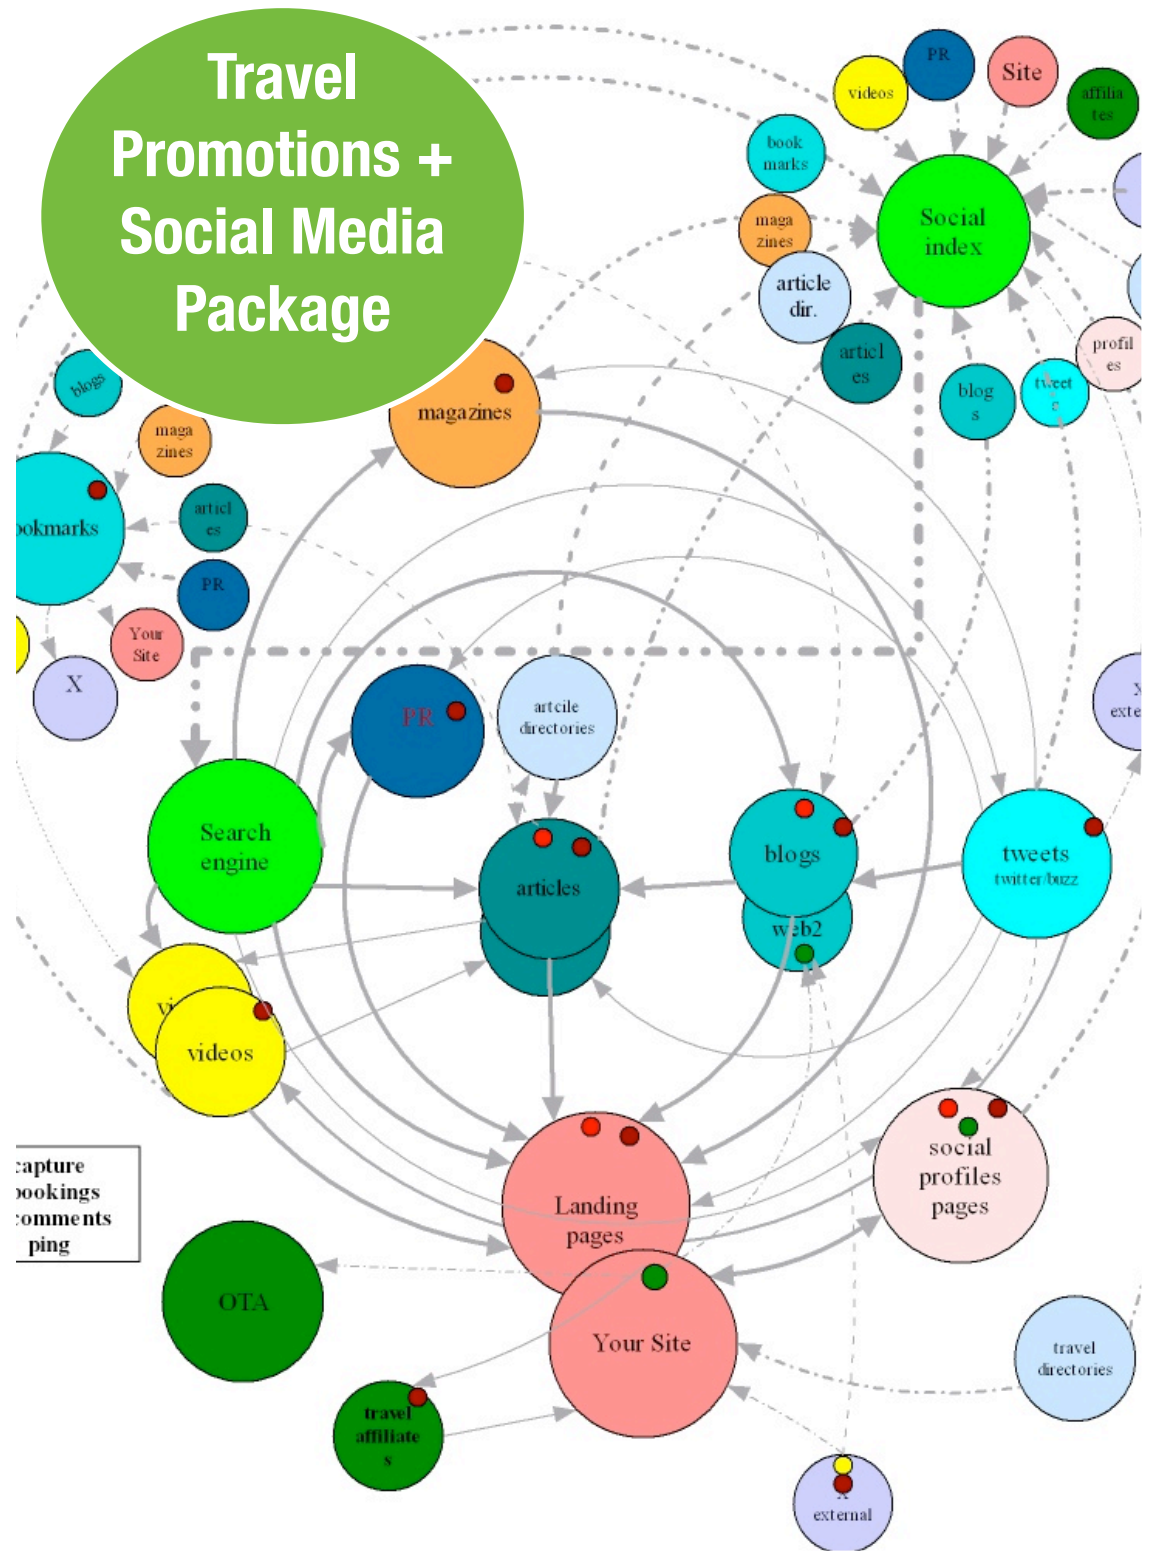 Travel
Promotions +
Social Media
Package
videos
PR
Site
affilia
tes
book
marks
maga
zines
article
dir.
articl
es
Social
index
blog
s
tweet
s
profil
es
blogs
maga
zines
ookmarks
articl
es
PR
Your
Site
X
magazines
PR
artcile
directories
X
exte
Search
engine
articles
blogs
web2
tweets
twitter/buzz
vi
videos
capture
bookings
comments
ping
Landing
pages
social
profiles
pages
OTA
Your Site
travel
directories
travel
affiliate
s
external